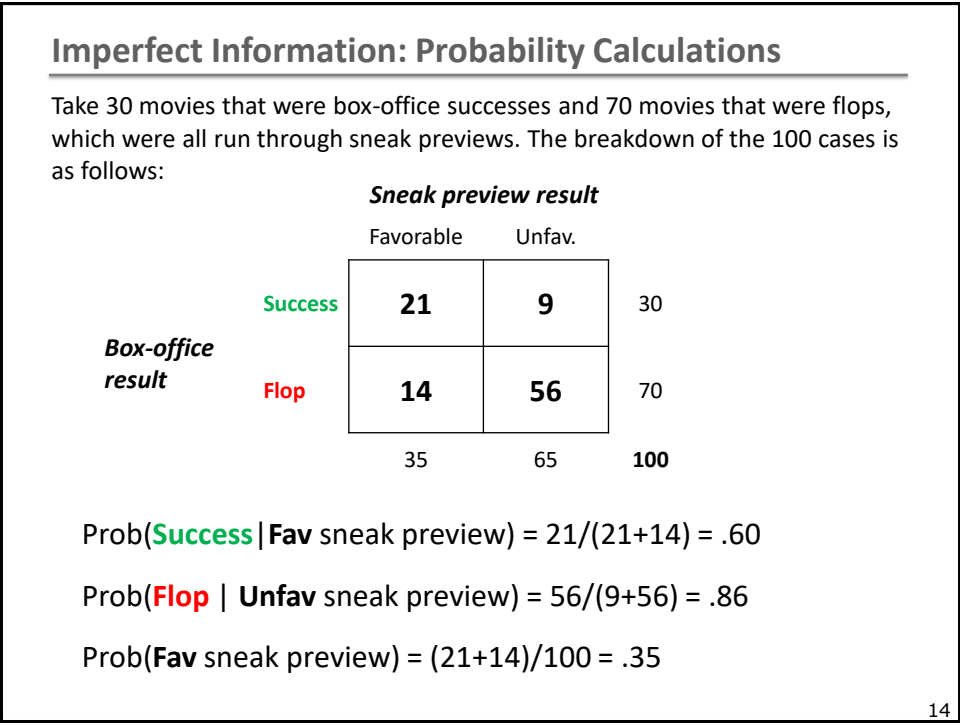 Imperfect Information: Probability Calculations
Take 30 movies that were box-office successes and 70 movies that were flops,
which were all run through sneak previews. The breakdown of the 100 cases is
as follows:
Sneak preview result
Favorable Unfav.
Success 21 9 30
Box-office
result
Flop 14 56 70
35 65 100
Prob(Success|Fav sneak preview) = 21/(21+14) = .60
Prob(Flop | Unfav sneak preview) = 56/(9+56) = .86
Prob(Fav sneak preview) = (21+14)/100 = .35
14